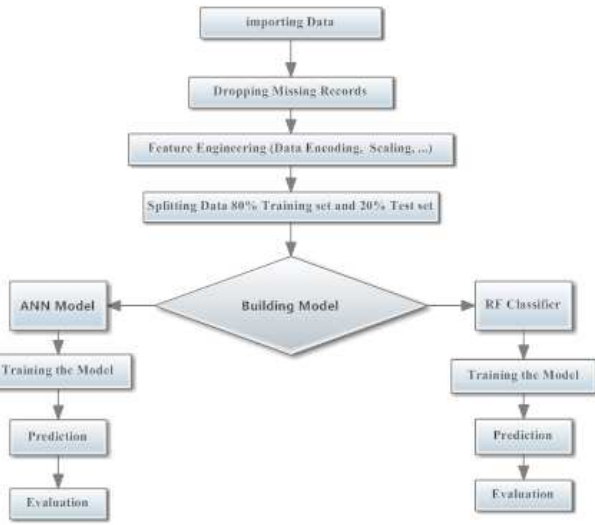 importing Data
Dropping Missing Records
Feature Engineering (Data Encoding, Scaling, ...)
Splitting Data 80% Training set and 20% Test set
Building Model
ANN Model
Training the Model
Prediction
Evaluation
RF Classifier
Training the Model
Prediction
Evaluation